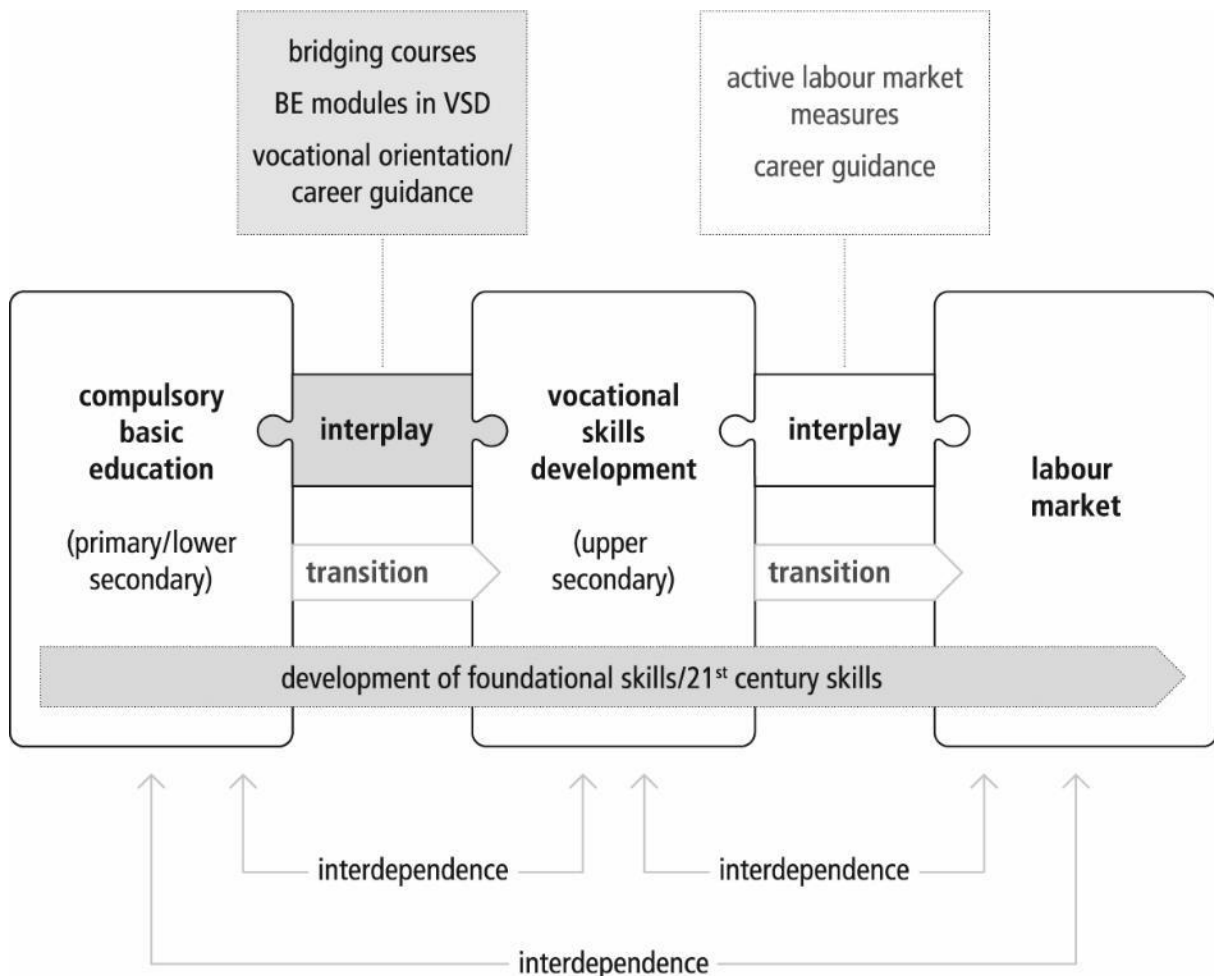 bridging courses
BE modules in VSD
vocational orientation/
career guidance
active labour market
measures
career guidance
compulsory
basic
education
(primary/lower
secondary)
interplay
transition
vocational
skills
development
(upper
secondary)
interplay
transition
labour
market
development of foundational skills/21st century skills
interdependence
interdependence
interdependence